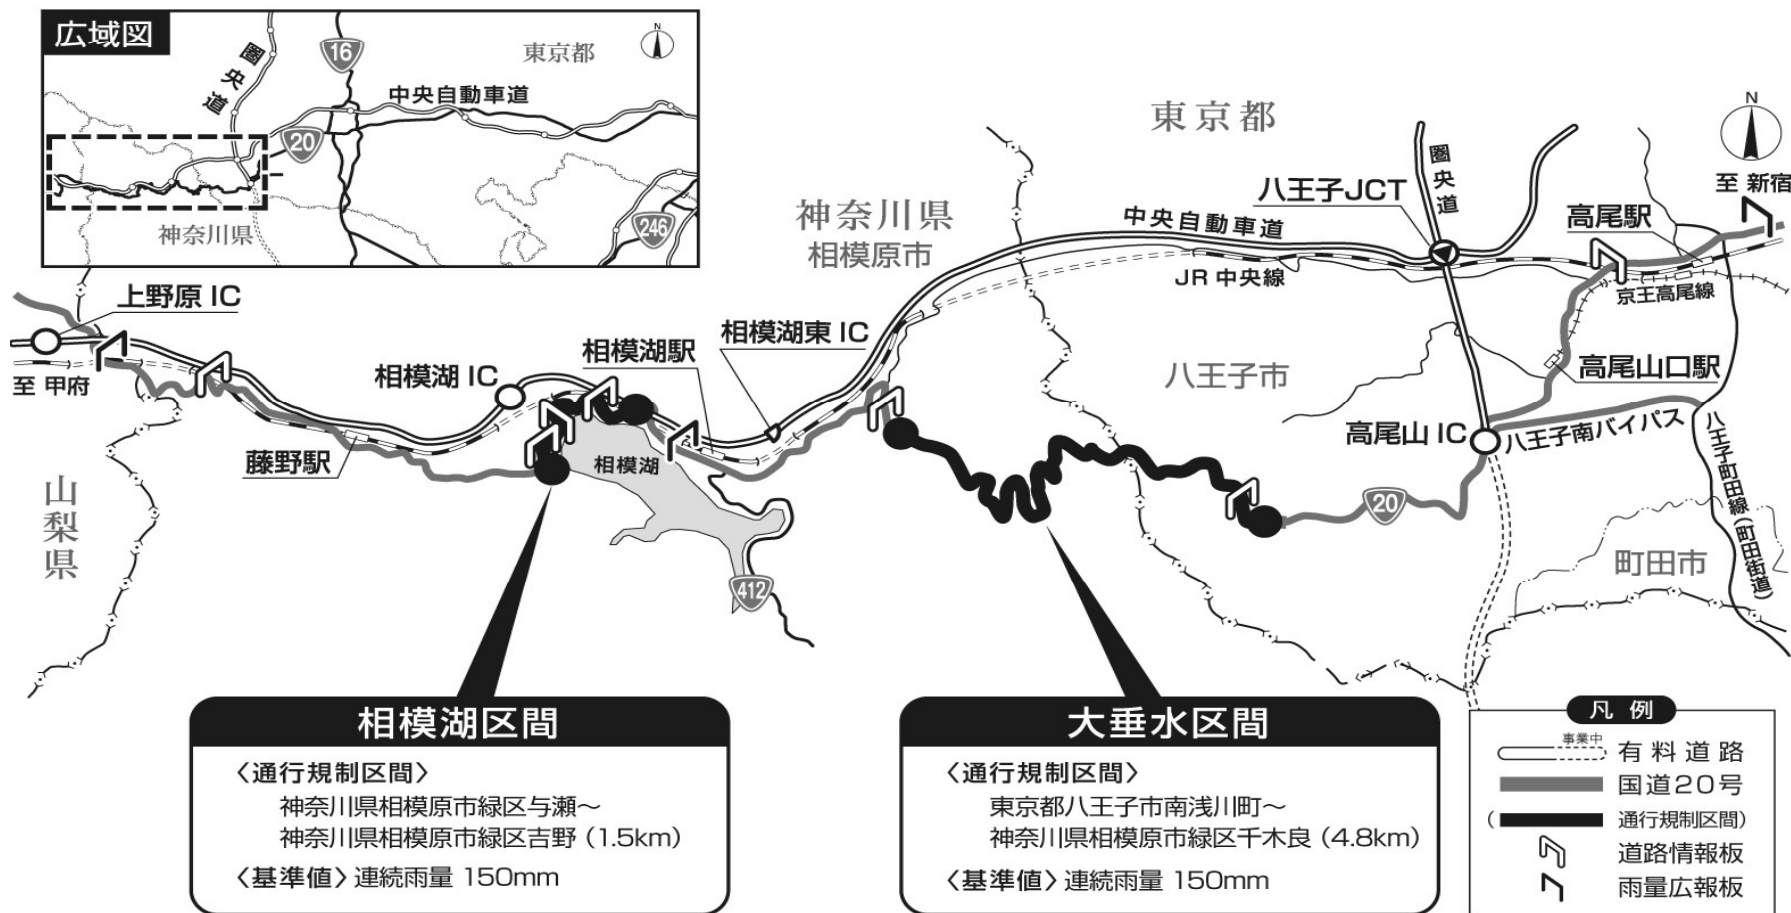 広域図
N
東京都
圏央道
16
中央自動車道
20
神奈川県
246
東京都
N
至 新宿
圏央道
八王子JCT
高尾駅
神奈川県
相模原市
中央自動車道
JR 中央線
京王高尾線
上野原 IC
相模湖駅
相模湖東 IC
相模湖 IC
至 甲府
八王子市
高尾山口駅
高尾山 IC
八王子南バイパス
藤野駅
相模湖
八王子町田線(町田街道)
山梨県
20
町田市
412
相模湖区間
〈通行規制区間〉
神奈川県相模原市緑区与瀬〜
神奈川県相模原市緑区吉野 (1.5km)
〈基準値〉連続雨量 150mm
大垂水区間
〈通行規制区間〉
東京都八王子市南浅川町〜
神奈川県相模原市緑区千木良 (4.8km)
〈基準値〉連続雨量 150mm
凡 例
事業中
有料道路
国道20号
( 通行規制区間)
道路情報板
雨量広報板